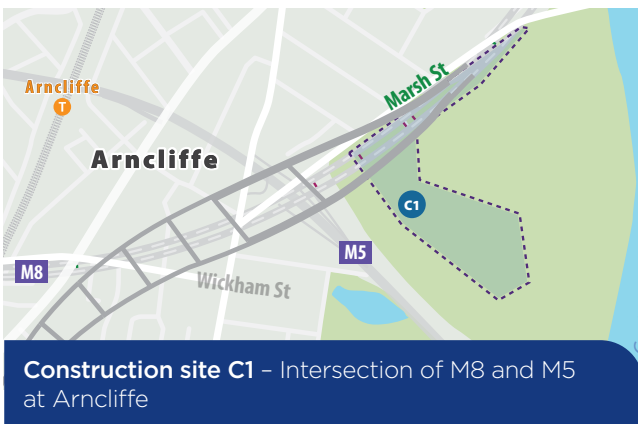 Marsh St
Arncliffe
T
Arncliffe
C1
M5
M8
Wickham St
Construction site C1 – Intersection of M8 and M5
at Arncliffe